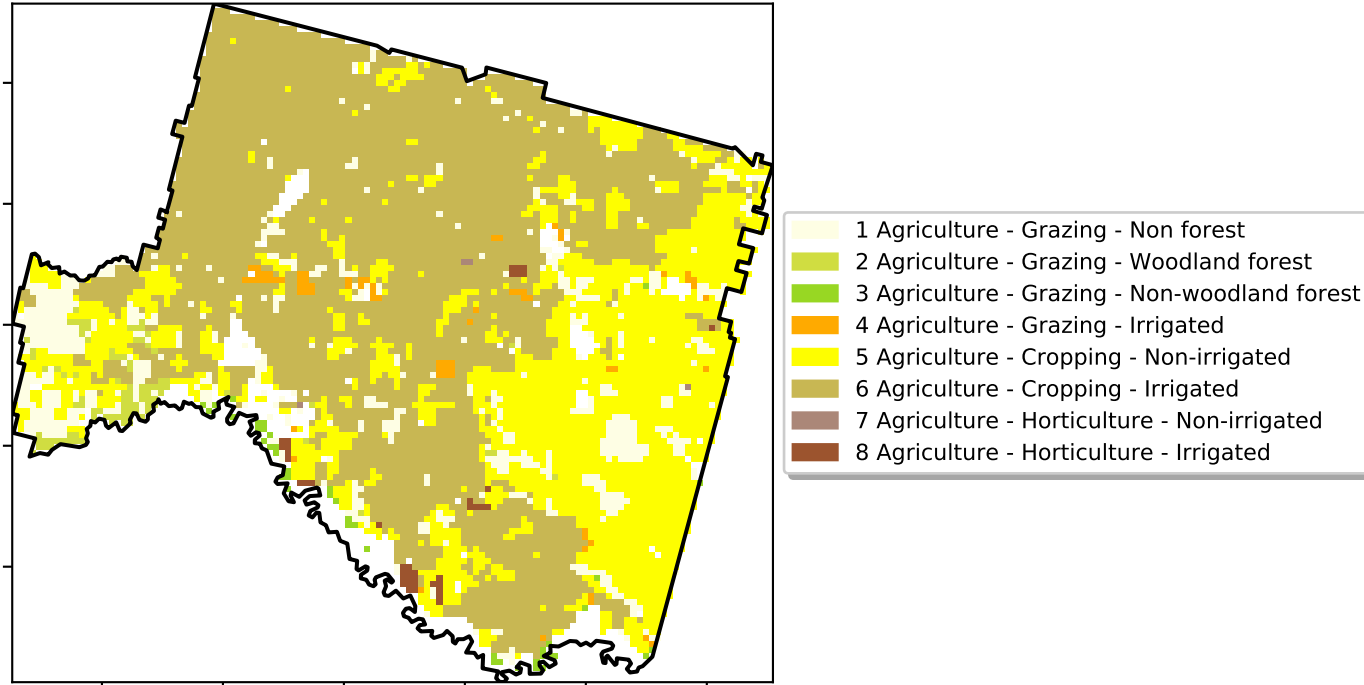 1 Agriculture - Grazing - Non forest
2 Agriculture - Grazing - Woodland forest
3 Agriculture - Grazing - Non-woodland forest
4 Agriculture - Grazing - Irrigated
5 Agriculture - Cropping - Non-irrigated
6 Agriculture - Cropping - Irrigated
7 Agriculture - Horticulture - Non-irrigated
8 Agriculture - Horticulture - Irrigated